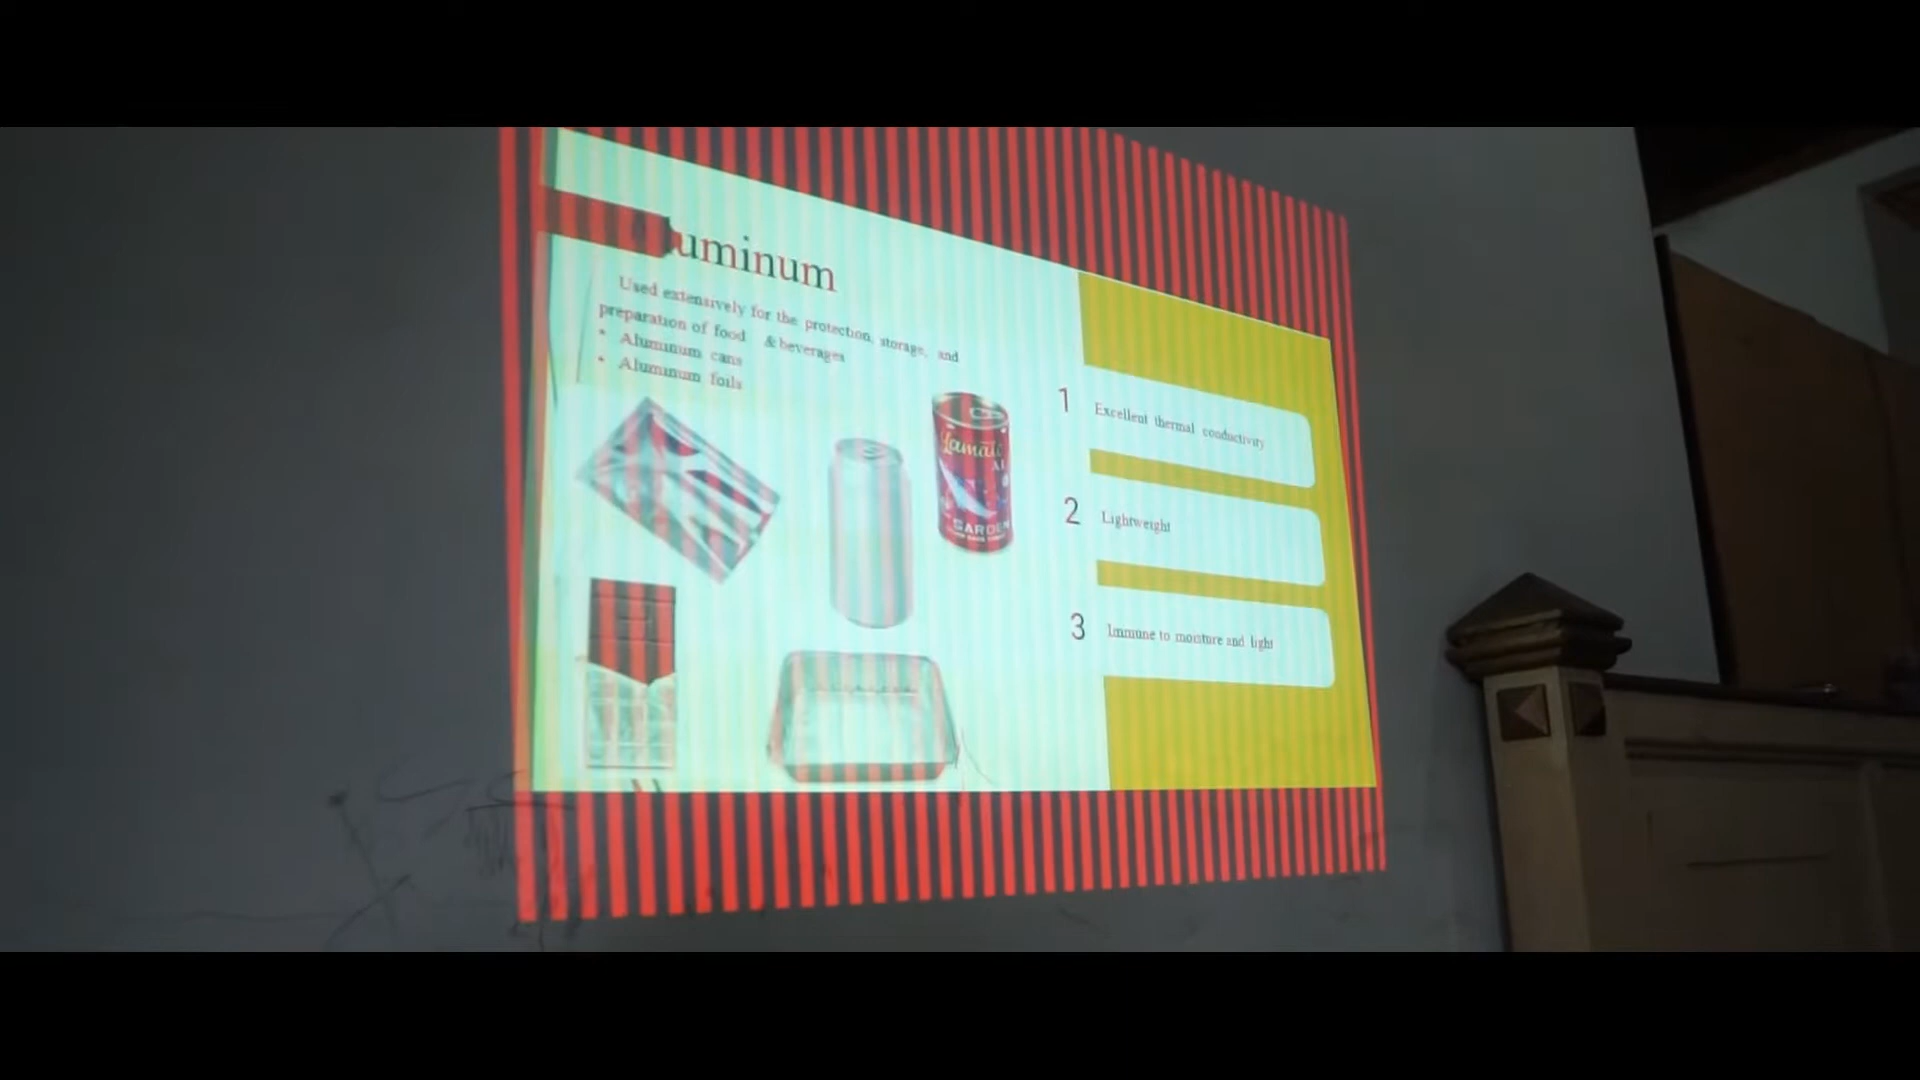 uminum
Used extensively for the protection, storage, and
preparation of food & beverages
• Aluminum cans
• Aluminum foils
GARDEN
1 Excellent thermal conductivity
2 Lightweight
3 Immune to moisture and light